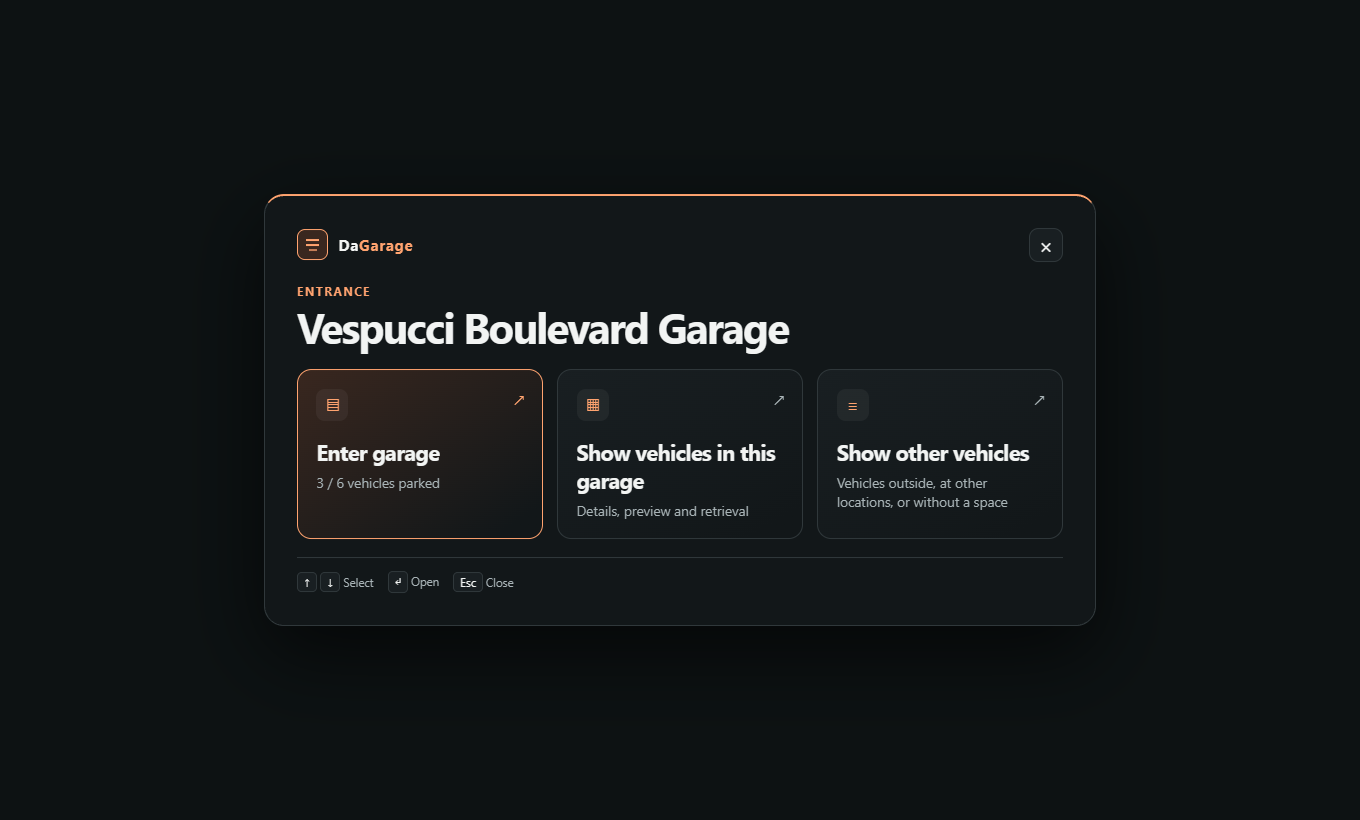 DaGarage
×
ENTRANCE
Vespucci Boulevard Garage
↗
Enter garage
3 / 6 vehicles parked
↗
Show vehicles in this
garage
Details, preview and retrieval
↗
Show other vehicles
Vehicles outside, at other
locations, or without a space
↑ ↓ Select ↵ Open Esc Close